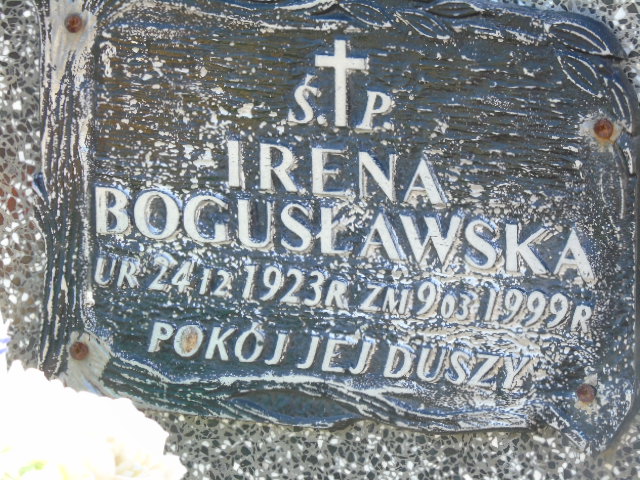 Ś.P.
IRENA
BOGUSŁAWSKA
UR 24 12 1923R ZM 9 03 1999R
POKÓJ JEJ DUSZY